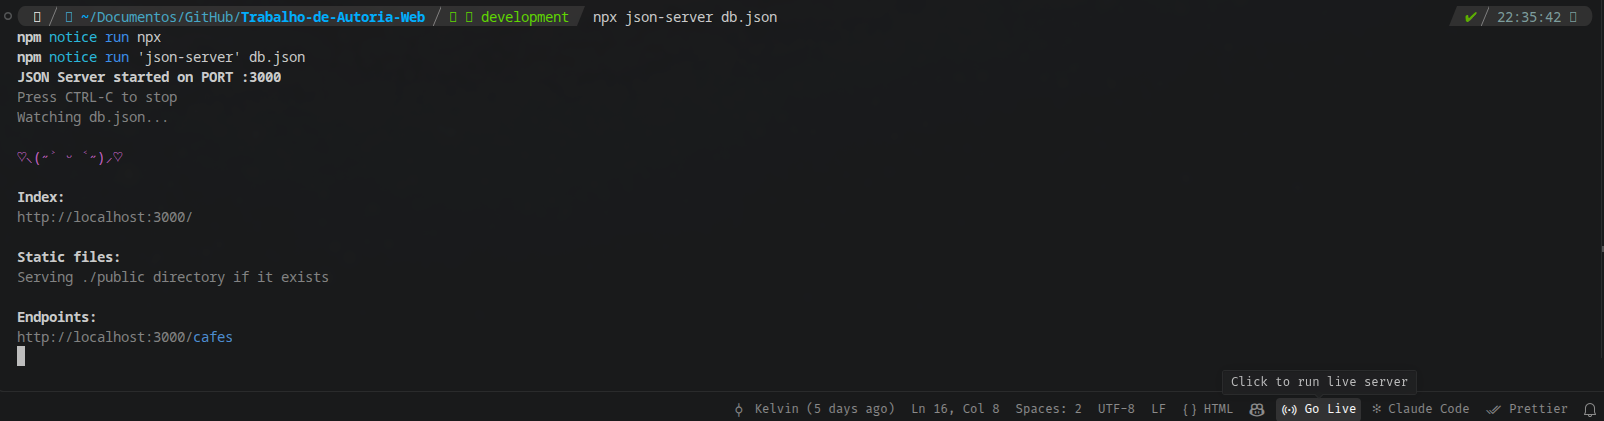 ~/Documentos/GitHub/Trabalho-de-Autoria-Web development npx json-server db.json ✔ 22:35:42
npm notice run npx
npm notice run 'json-server' db.json
JSON Server started on PORT :3000
Press CTRL-C to stop
Watching db.json...
♡⸜(˶˃ ᵕ ˂˶)⸝♡
Index:
http://localhost:3000/
Static files:
Serving ./public directory if it exists
Endpoints:
http://localhost:3000/cafes
Click to run live server
Kelvin (5 days ago) Ln 16, Col 8 Spaces: 2 UTF-8 LF {} HTML Go Live Claude Code Prettier